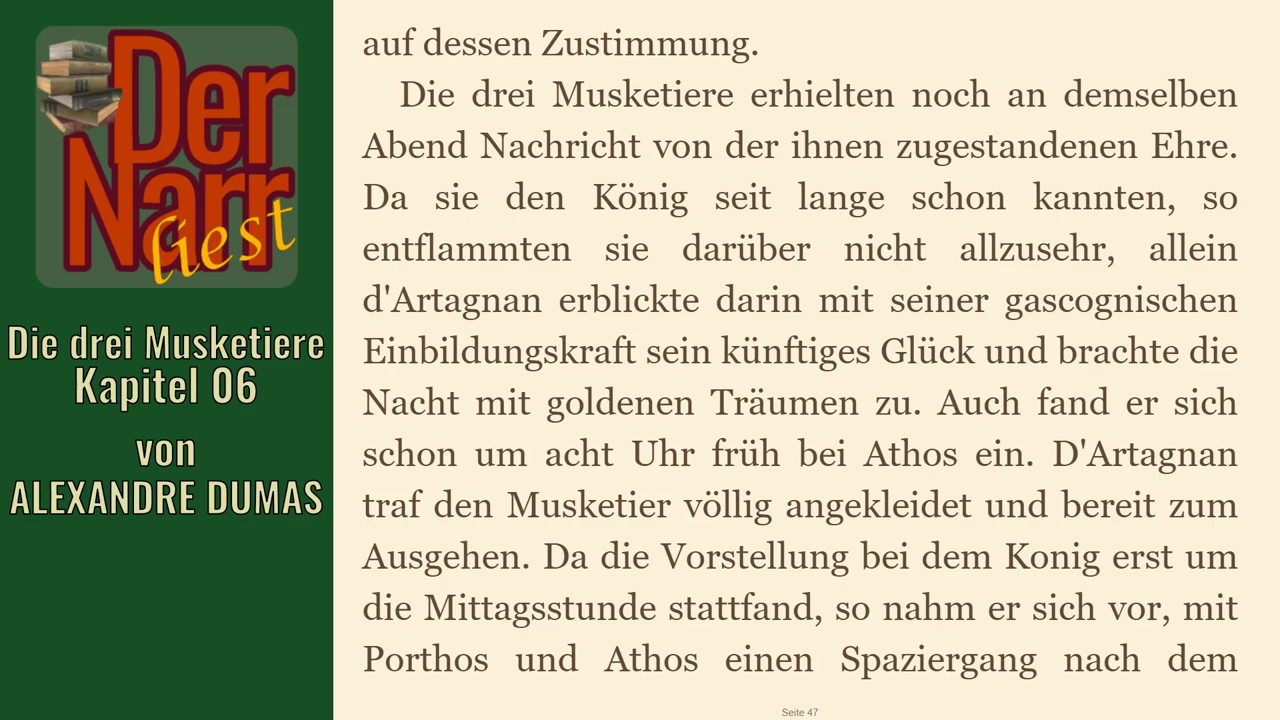 Der
Narr
liest
Die drei Musketiere
Kapitel 06
von
ALEXANDRE DUMAS
auf dessen Zustimmung.
Die drei Musketiere erhielten noch an demselben
Abend Nachricht von der ihnen zugestandenen Ehre.
Da sie den König seit lange schon kannten, so
entflammten sie darüber nicht allzusehr, allein
d'Artagnan erblickte darin mit seiner gascognischen
Einbildungskraft sein künftiges Glück und brachte die
Nacht mit goldenen Träumen zu. Auch fand er sich
schon um acht Uhr früh bei Athos ein. D'Artagnan
traf den Musketier völlig angekleidet und bereit zum
Ausgehen. Da die Vorstellung bei dem Konig erst um
die Mittagsstunde stattfand, so nahm er sich vor, mit
Porthos und Athos einen Spaziergang nach dem
Seite 47